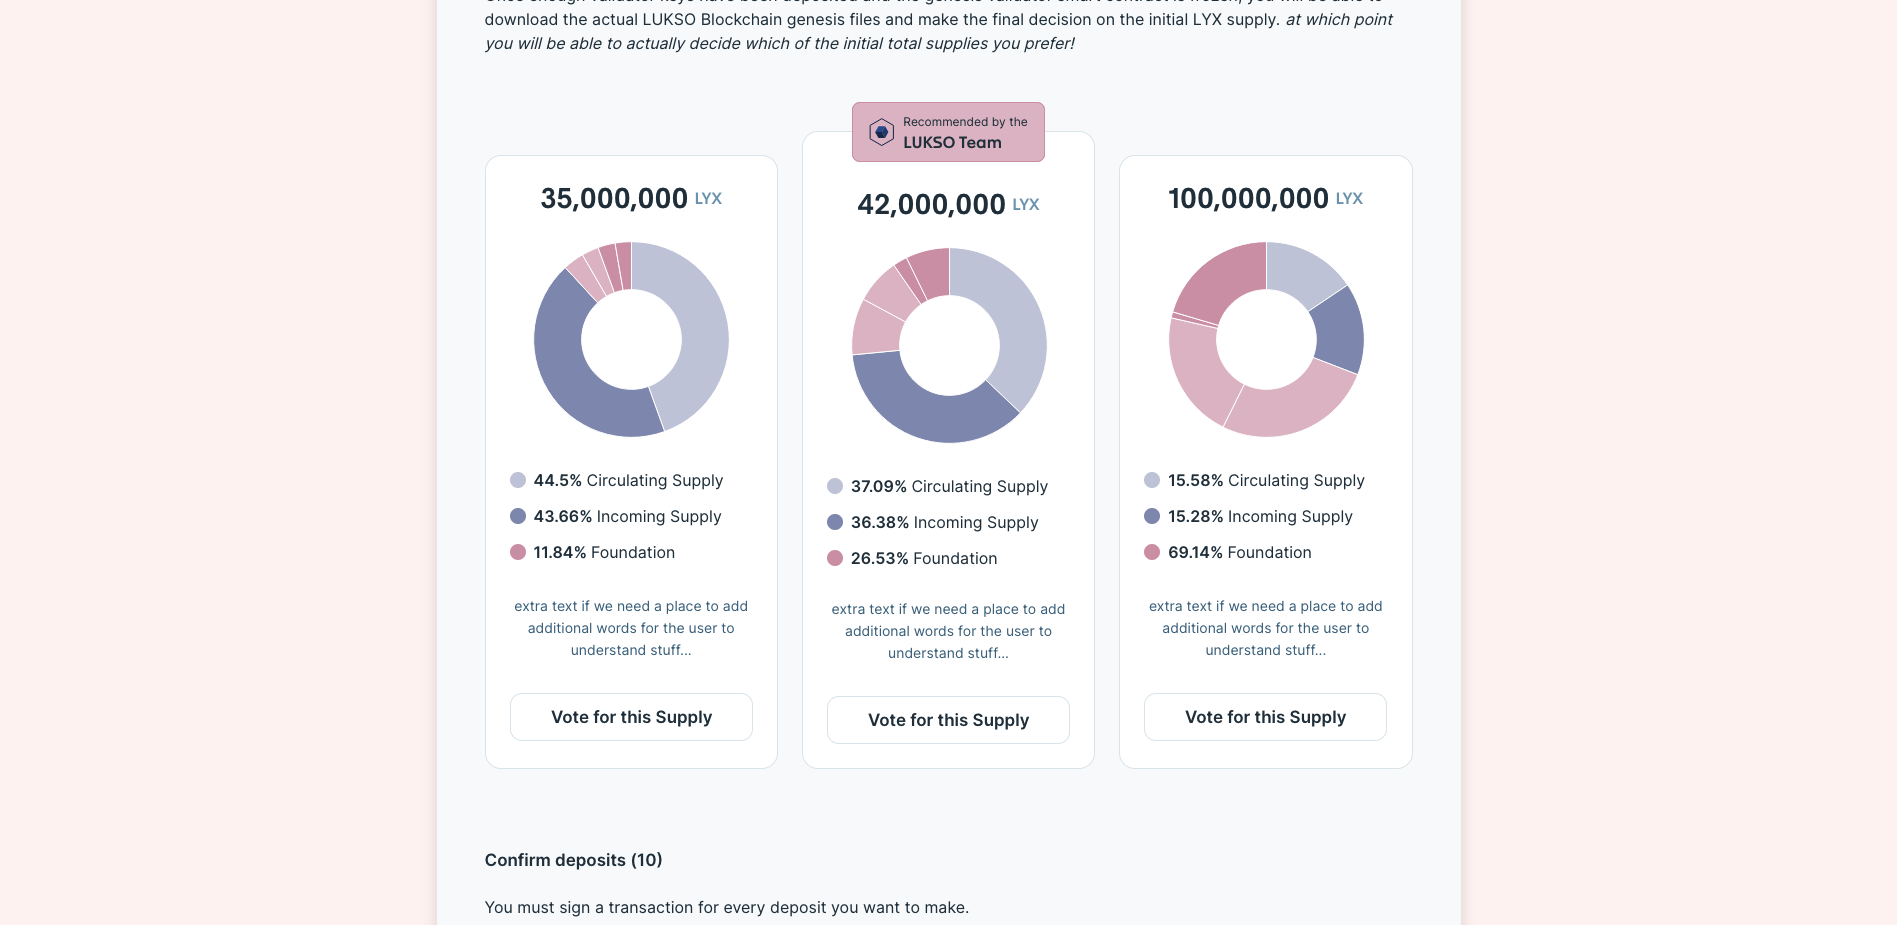 download the actual LUKSO Blockchain genesis files and make the final decision on the initial LYX supply. at which point
you will be able to actually decide which of the initial total supplies you prefer!
Recommended by the
LUKSO Team
35,000,000 LYX
44.5% Circulating Supply
43.66% Incoming Supply
11.84% Foundation
extra text if we need a place to add
additional words for the user to
understand stuff...
Vote for this Supply
42,000,000 LYX
37.09% Circulating Supply
36.38% Incoming Supply
26.53% Foundation
extra text if we need a place to add
additional words for the user to
understand stuff...
Vote for this Supply
100,000,000 LYX
15.58% Circulating Supply
15.28% Incoming Supply
69.14% Foundation
extra text if we need a place to add
additional words for the user to
understand stuff...
Vote for this Supply
Confirm deposits (10)
You must sign a transaction for every deposit you want to make.